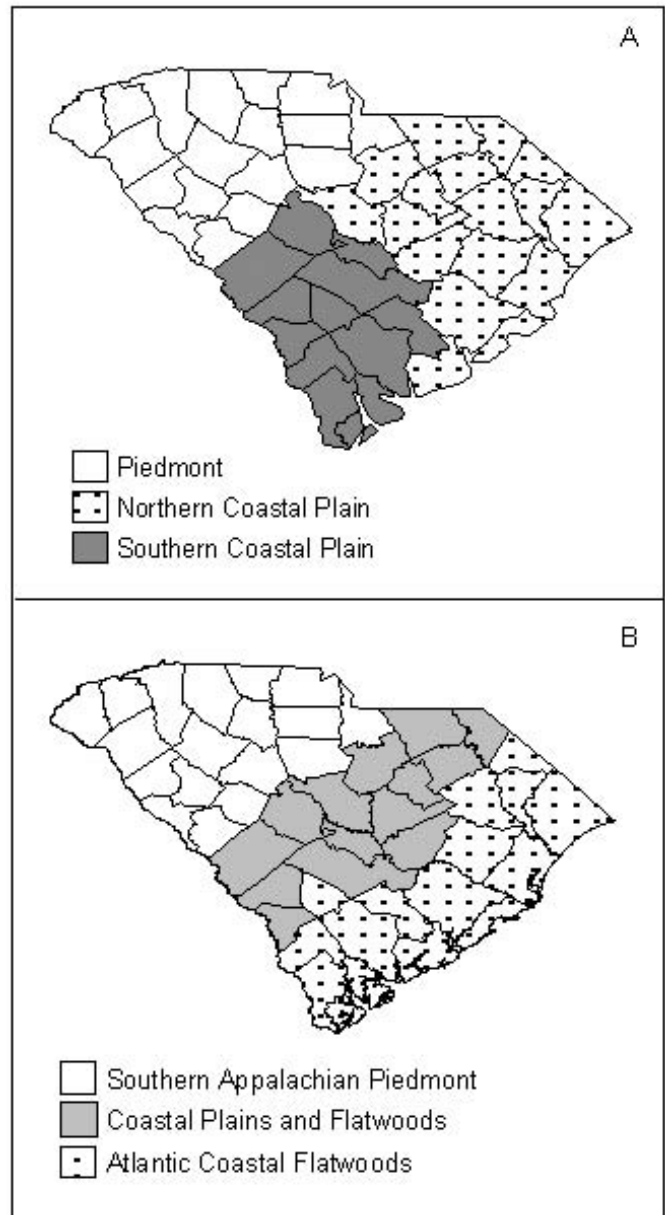 A
Piedmont
Northern Coastal Plain
Southern Coastal Plain
B
Southern Appalachian Piedmont
Coastal Plains and Flatwoods
Atlantic Coastal Flatwoods